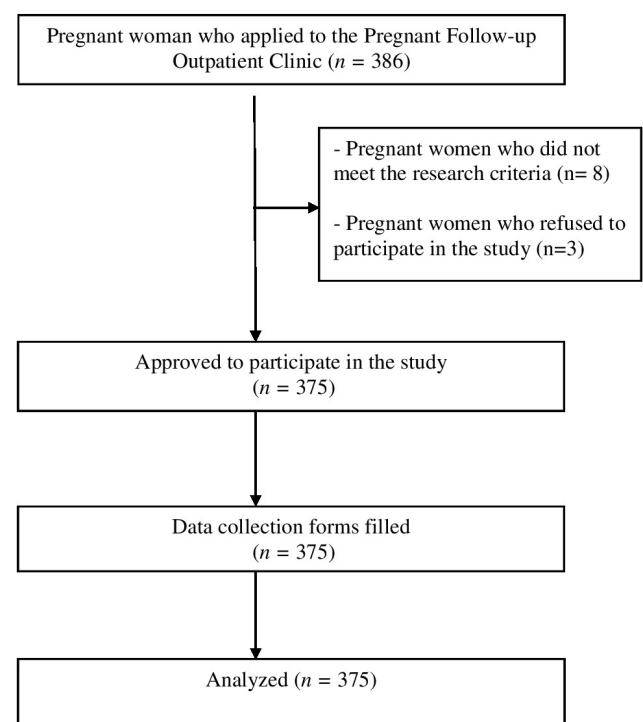 Pregnant woman who applied to the Pregnant Follow-up
Outpatient Clinic (n = 386)
- Pregnant women who did not
meet the research criteria (n= 8)
- Pregnant women who refused to
participate in the study (n=3)
Approved to participate in the study
(n = 375)
Data collection forms filled
(n = 375)
Analyzed (n = 375)